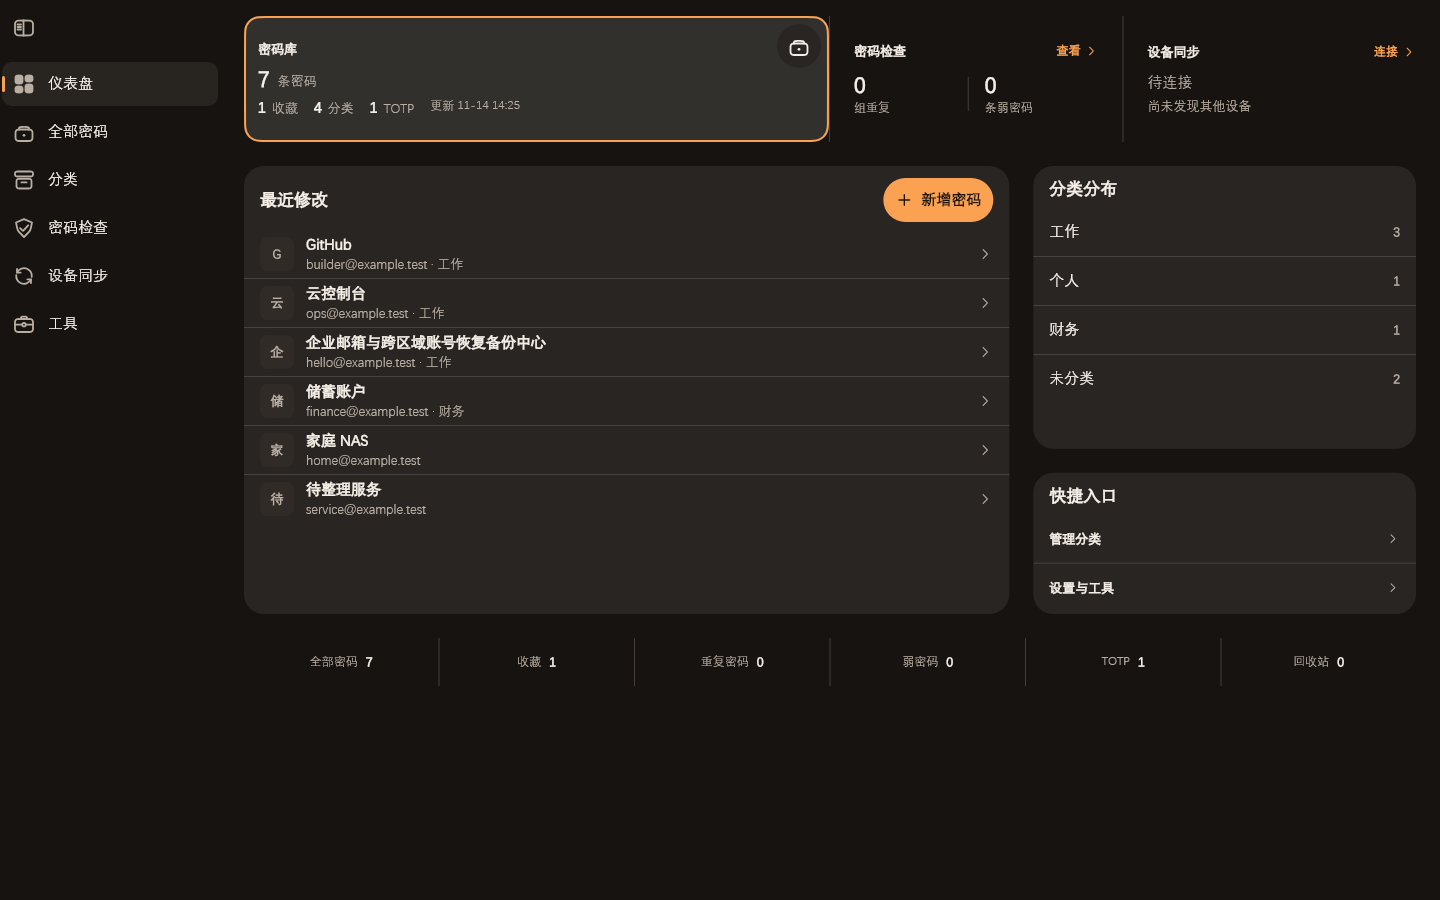 仪表盘
全部密码
分类
密码检查
设备同步
工具
密码库
7 条密码
1 收藏 4 分类 1 TOTP 更新 11-14 14:25
密码检查 查看
0 0
组重复 条弱密码
设备同步 连接
待连接
尚未发现其他设备
最近修改 新增密码
G GitHub
builder@example.test · 工作
云 云控制台
ops@example.test · 工作
企 企业邮箱与跨区域账号恢复备份中心
hello@example.test · 工作
储 储蓄账户
finance@example.test · 财务
家 家庭 NAS
home@example.test
待 待整理服务
service@example.test
分类分布
工作 3
个人 1
财务 1
未分类 2
快捷入口
管理分类
设置与工具
全部密码 7 收藏 1 重复密码 0 弱密码 0 TOTP 1 回收站 0